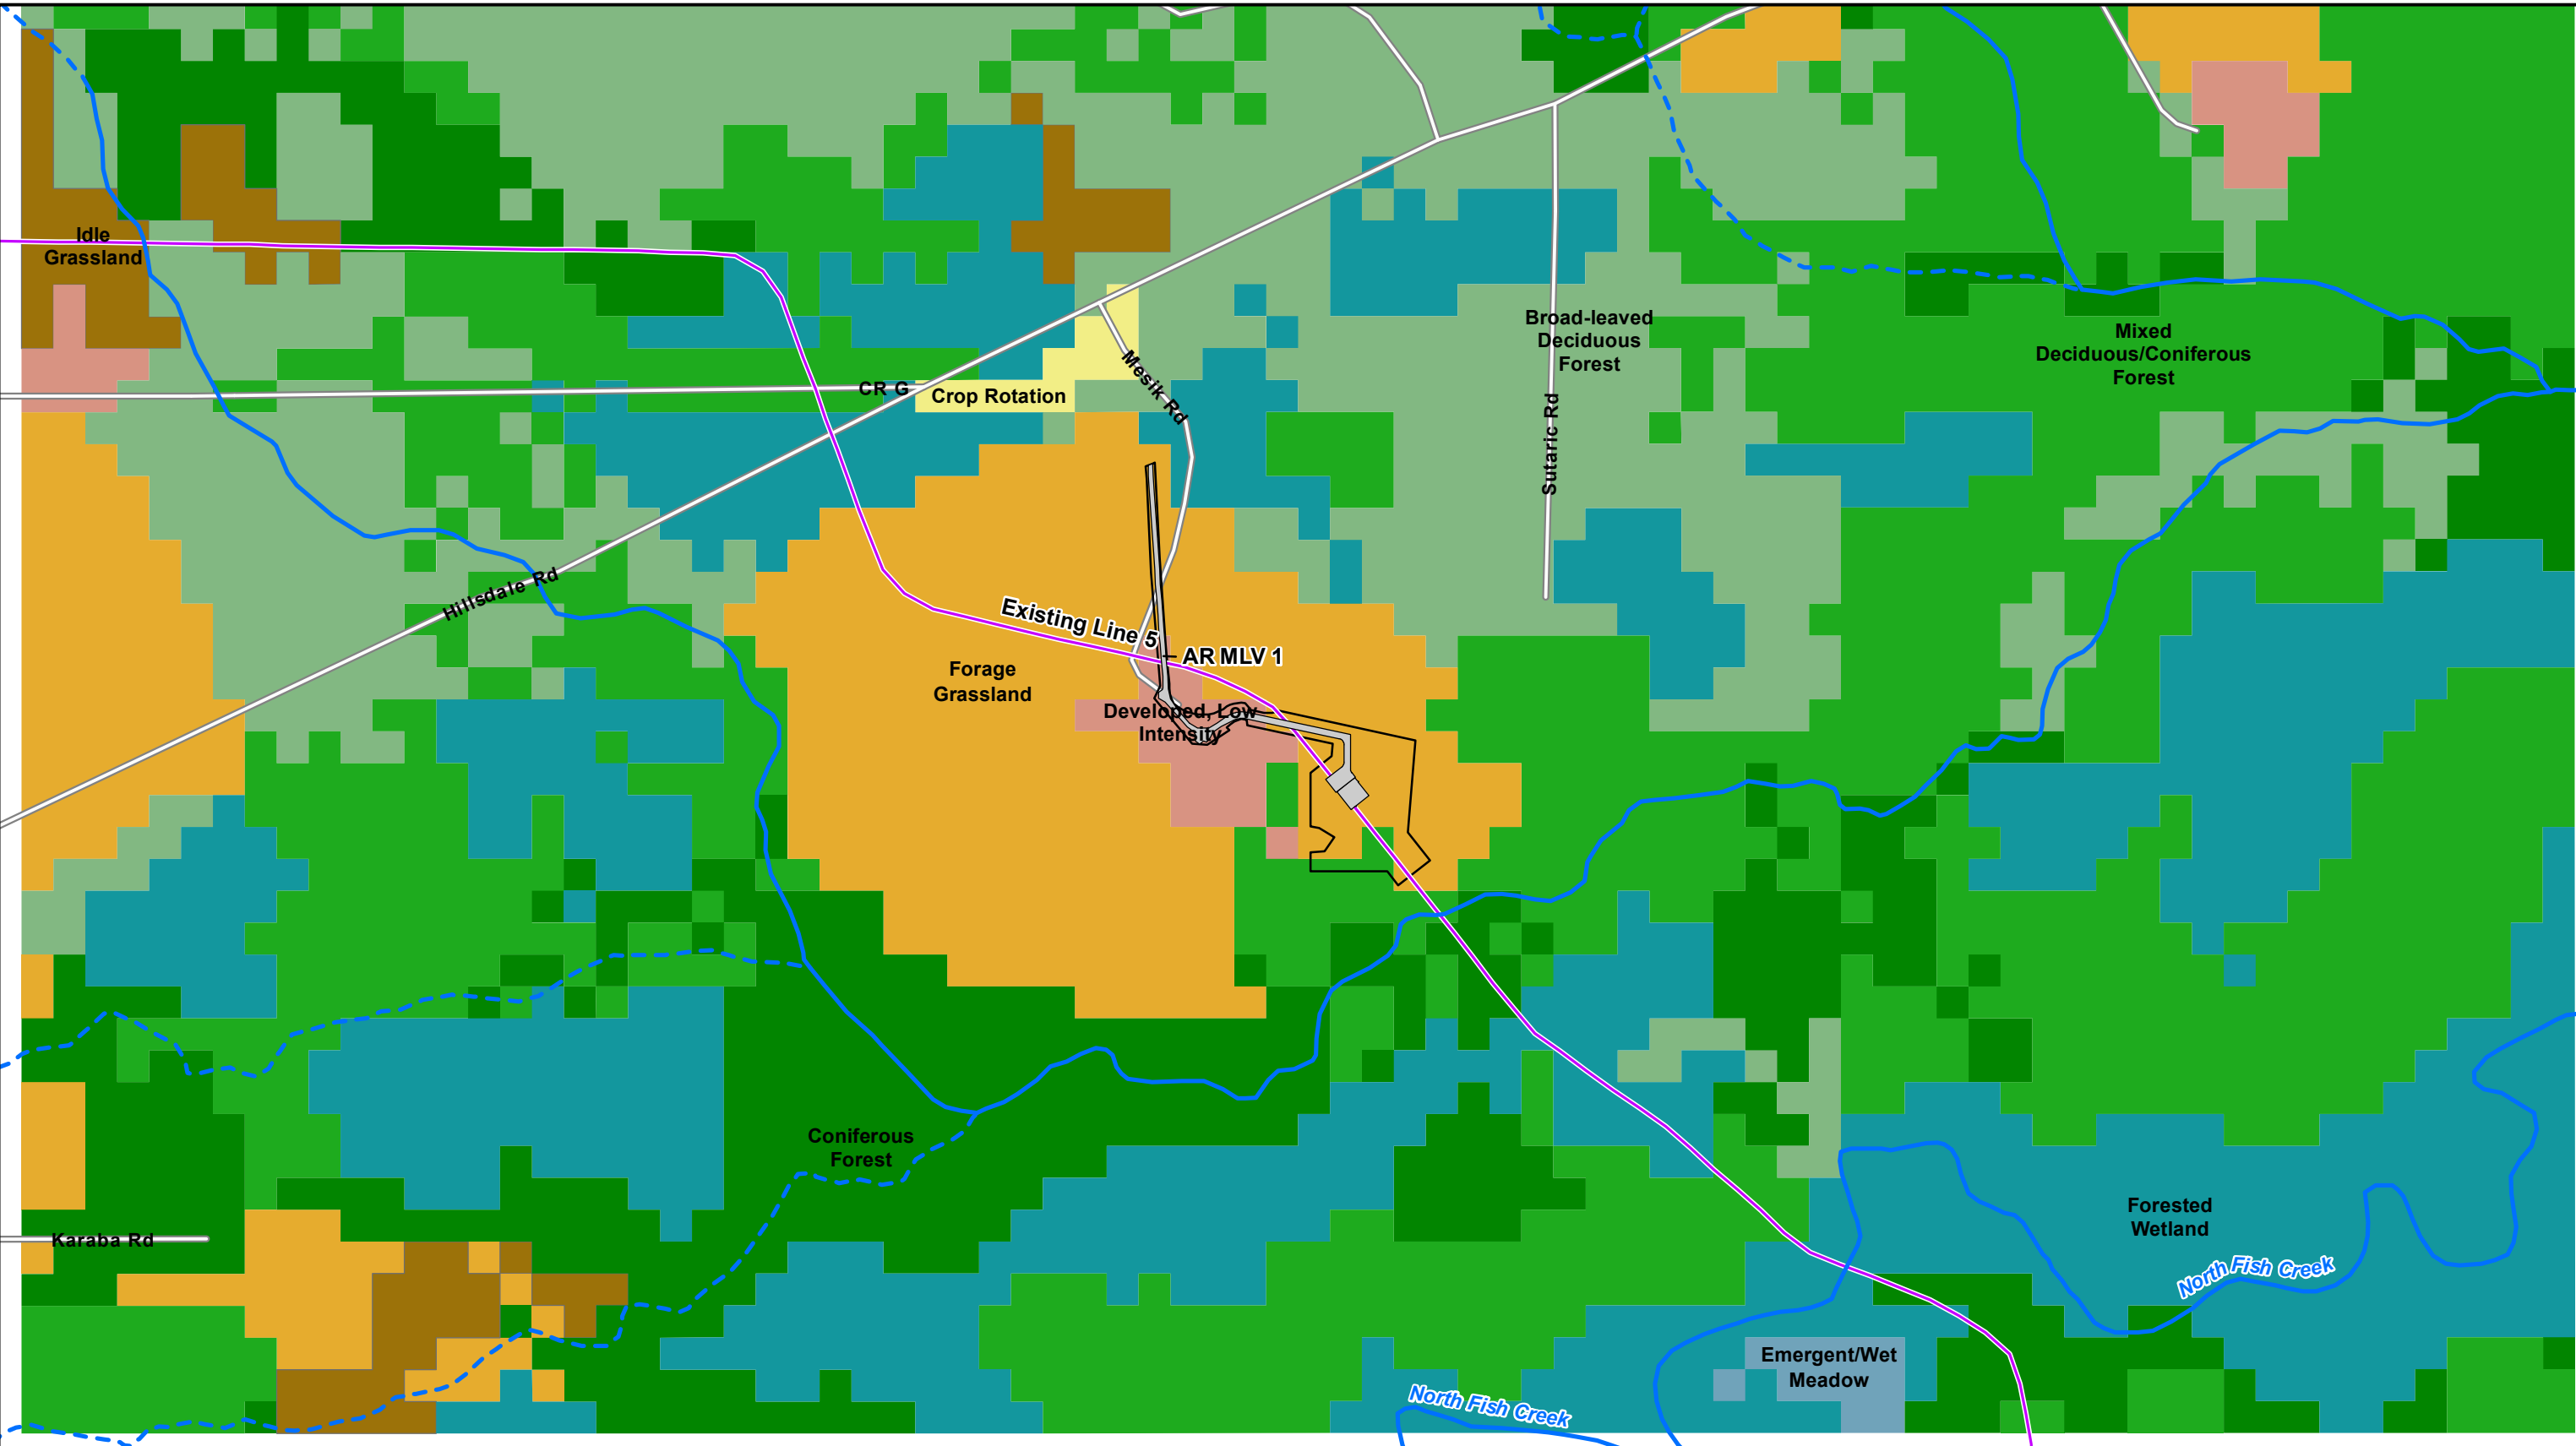 Idle
Grassland
Broad-leaved
Deciduous
Forest
Mixed
Deciduous/Coniferous
Forest
CR G
Crop Rotation
Mesik Rd
Sutaric Rd
Hillsdale Rd
Existing Line 5
AR MLV 1
Forage
Grassland
Developed, Low
Intensity
Coniferous
Forest
Karaba Rd
Forested
Wetland
North Fish Creek
Emergent/Wet
Meadow
North Fish Creek